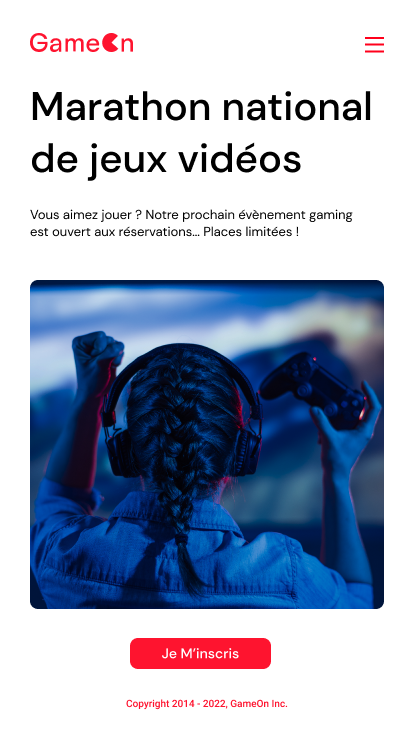 GameOn
Marathon national
de jeux vidéos
Vous aimez jouer ? Notre prochain évènement gaming
est ouvert aux réservations... Places limitées !
Je M’inscris
Copyright 2014 - 2022, GameOn Inc.